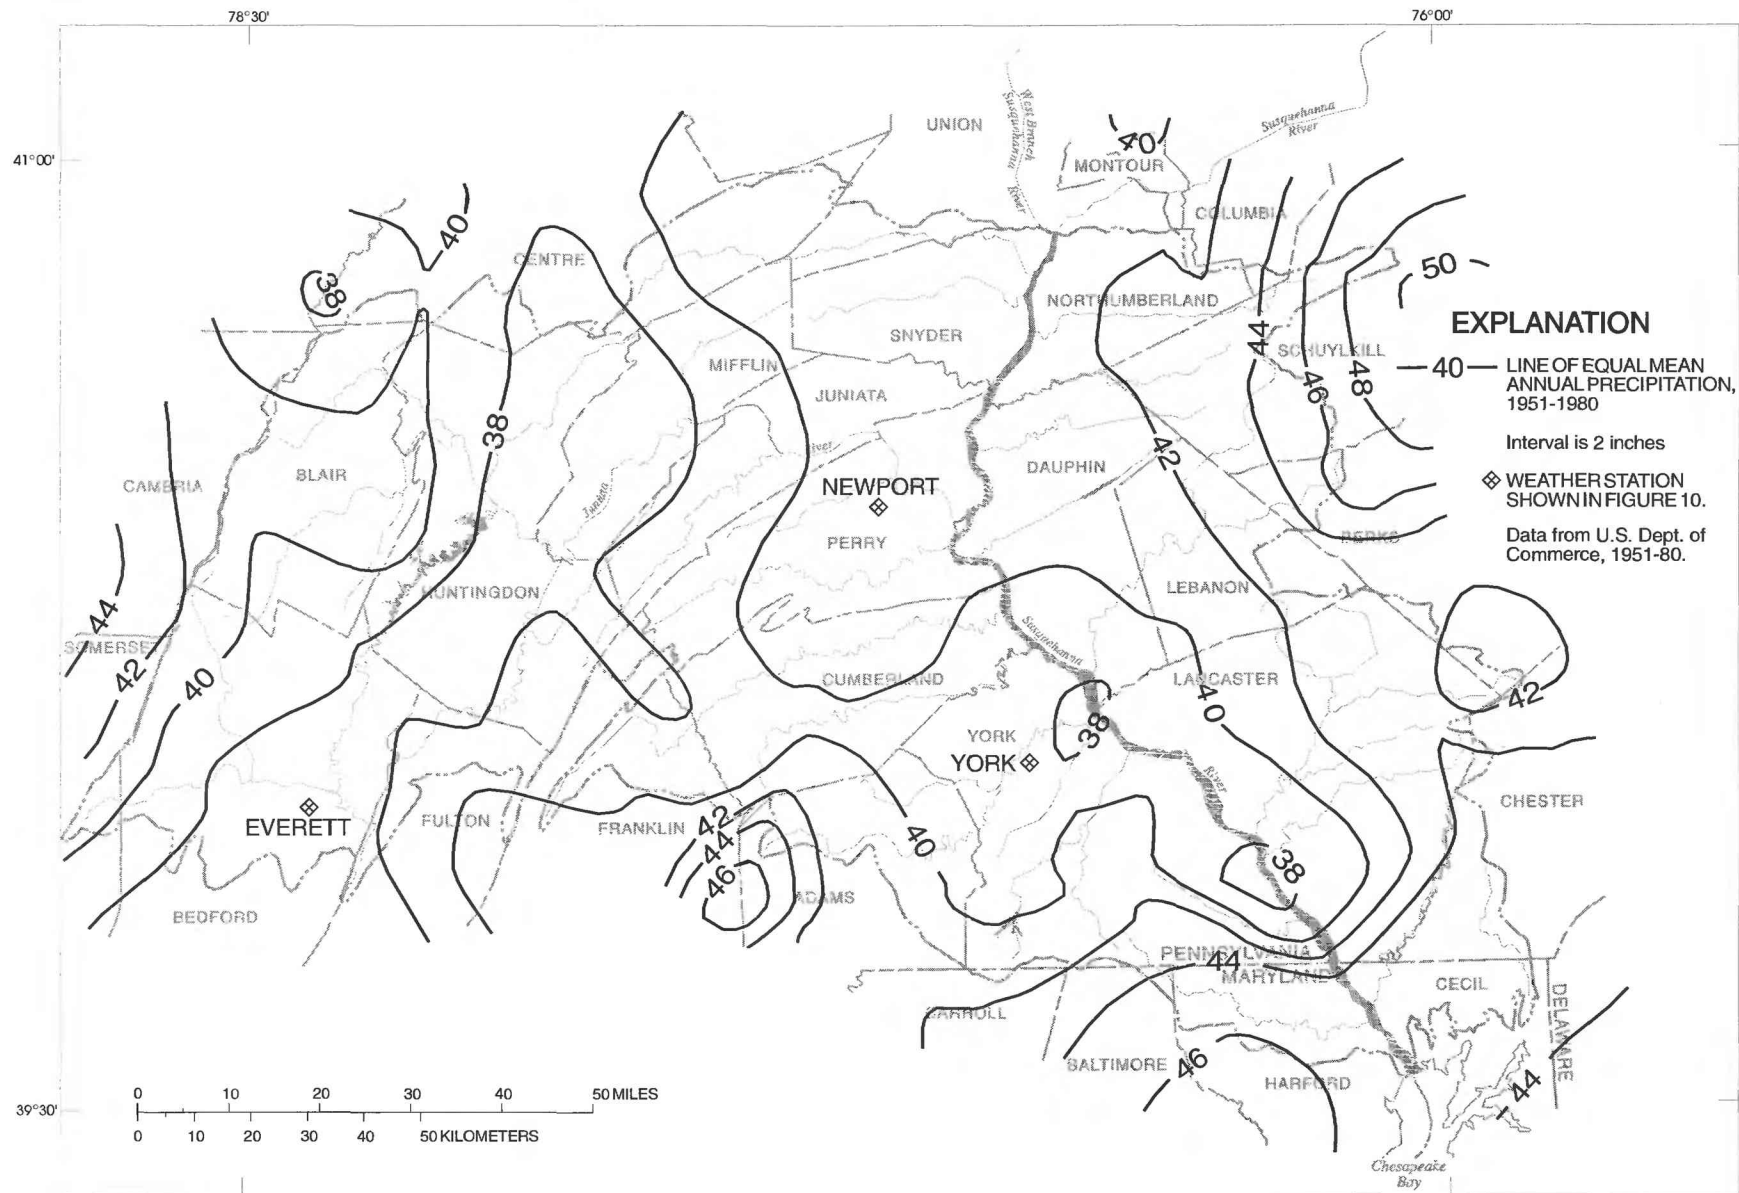 78°30'
76°00'
41°00'
39°30'
UNION
West Branch
Susquehanna
River
40
MONTOUR
Susquehanna
River
COLUMBIA
40
CENTRE
38
50
NORTHUMBERLAND
EXPLANATION
SNYDER
44
SCHUYLKILL
MIFFLIN
46
48
40 LINE OF EQUAL MEAN
ANNUAL PRECIPITATION,
1951-1980
JUNIATA
Interval is 2 inches
38
River
42
DAUPHIN
BLAIR
CAMBRIA
NEWPORT
WEATHER STATION
SHOWN IN FIGURE 10.
Juniata
PERRY
BERKS
Data from U.S. Dept. of
Commerce, 1951-80.
HUNTINGDON
LEBANON
44
SOMERSET
Susquehanna
42
40
CUMBERLAND
LANCASTER
40
42
38
YORK
YORK
River
CHESTER
EVERETT
FULTON
FRANKLIN
42
44
46
40
38
ADAMS
BEDFORD
PENNSYLVANIA
44
MARYLAND
CECIL
DELAWARE
CARROLL
BALTIMORE
46
HARFORD
44
0 10 20 30 40 50 MILES
0 10 20 30 40 50 KILOMETERS
Chesapeake
Bay